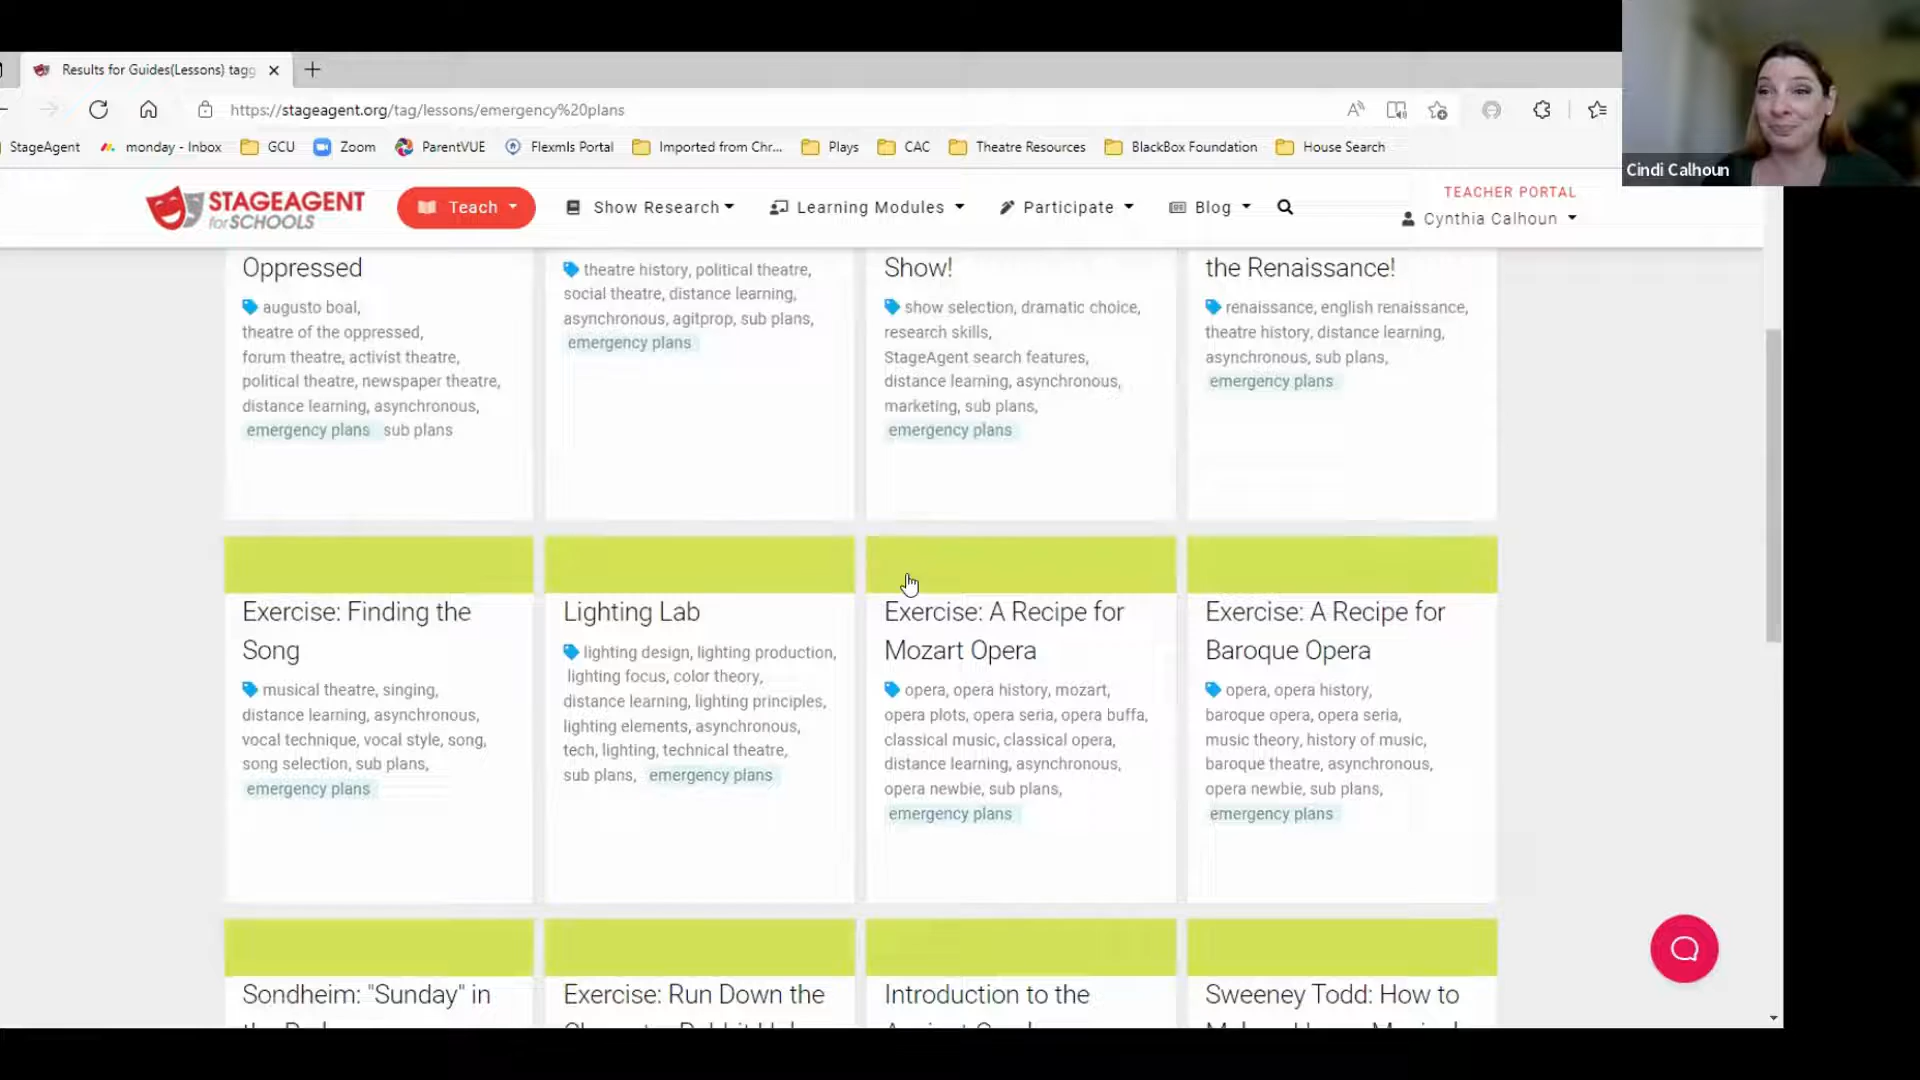 Results for Guides(Lessons) tagg
https://stageagent.org/tag/lessons/emergency%20plans
StageAgent
monday - Inbox
GCU
Zoom
ParentVUE
Flexmls Portal
Imported from Chr...
Plays
CAC
Theatre Resources
BlackBox Foundation
House Search
Cindi Calhoun
STAGEAGENT
for SCHOOLS
Teach
Show Research
Learning Modules
Participate
Blog
TEACHER PORTAL
Cynthia Calhoun
Oppressed
augusto boal,
theatre of the oppressed,
forum theatre, activist theatre,
political theatre, newspaper theatre,
distance learning, asynchronous,
emergency plans sub plans
theatre history, political theatre,
social theatre, distance learning,
asynchronous, agitprop, sub plans,
emergency plans
Show!
show selection, dramatic choice,
research skills,
StageAgent search features,
distance learning, asynchronous,
marketing, sub plans,
emergency plans
the Renaissance!
renaissance, english renaissance,
theatre history, distance learning,
asynchronous, sub plans,
emergency plans
Exercise: Finding the
Song
musical theatre, singing,
distance learning, asynchronous,
vocal technique, vocal style, song,
song selection, sub plans,
emergency plans
Lighting Lab
lighting design, lighting production,
lighting focus, color theory,
distance learning, lighting principles,
lighting elements, asynchronous,
tech, lighting, technical theatre,
sub plans, emergency plans
Exercise: A Recipe for
Mozart Opera
opera, opera history, mozart,
opera plots, opera seria, opera buffa,
classical music, classical opera,
distance learning, asynchronous,
opera newbie, sub plans,
emergency plans
Exercise: A Recipe for
Baroque Opera
opera, opera history,
baroque opera, opera seria,
music theory, history of music,
baroque theatre, asynchronous,
opera newbie, sub plans,
emergency plans
Sondheim: "Sunday" in
Exercise: Run Down the
Introduction to the
Sweeney Todd: How to